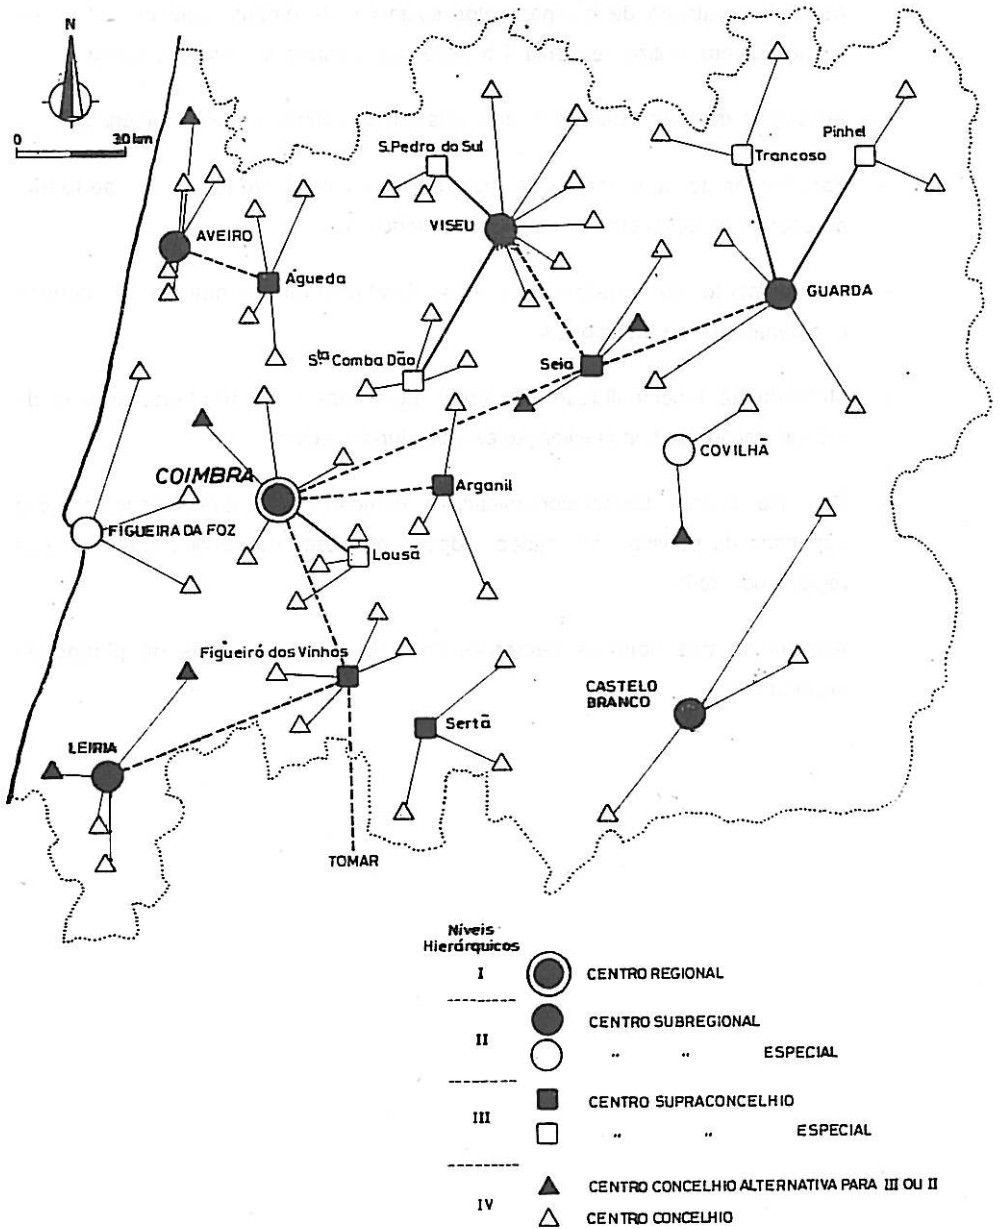 N
0 30 km
S.Pedro do Sul
Trancoso
Pinhel
AVEIRO
VISEU
Águeda
GUARDA
Sta Comba Dão
Seia
COIMBRA
COVILHÃ
Arganil
FIGUEIRA DA FOZ
Lousã
Figueiró dos Vinhos
CASTELO
BRANCO
Sertã
LEIRIA
TOMAR
Níveis
Hierárquicos
I CENTRO REGIONAL
II CENTRO SUBREGIONAL
" " ESPECIAL
III CENTRO SUPRACONCELHIO
" " ESPECIAL
IV CENTRO CONCELHIO ALTERNATIVA PARA III OU II
CENTRO CONCELHIO